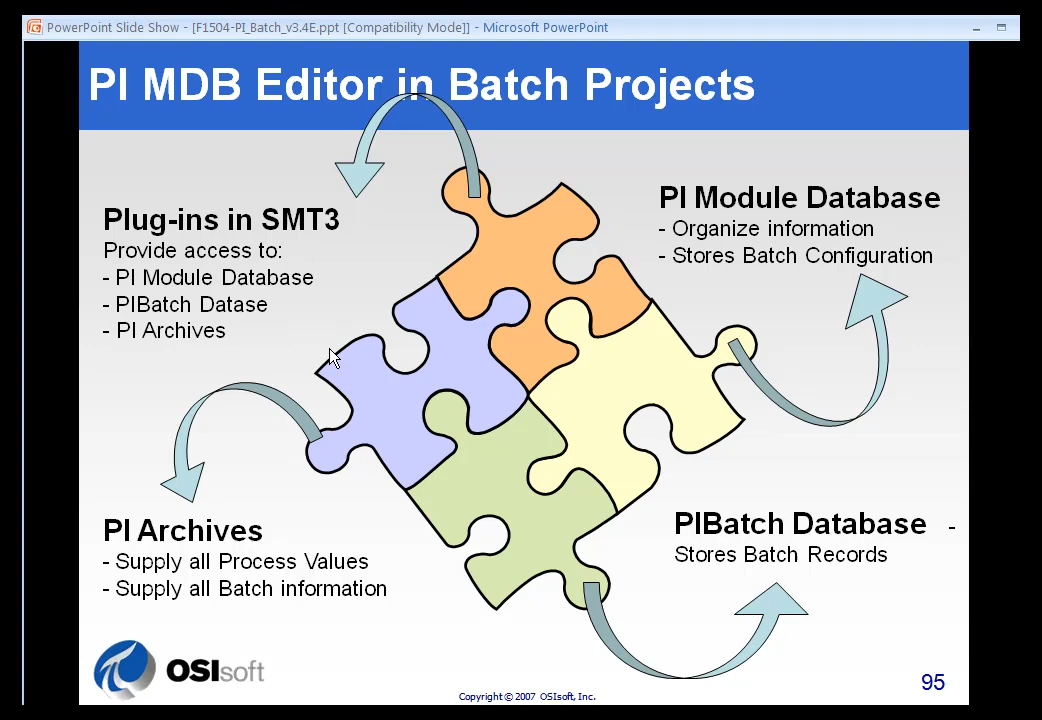 PowerPoint Slide Show - [F1504-PI_Batch_v3.4E.ppt [Compatibility Mode]] - Microsoft PowerPoint
PI MDB Editor in Batch Projects
Plug-ins in SMT3
Provide access to:
- PI Module Database
- PIBatch Datase
- PI Archives
PI Module Database
- Organize information
- Stores Batch Configuration
PI Archives
- Supply all Process Values
- Supply all Batch information
PIBatch Database -
Stores Batch Records
OSIsoft
Copyright © 2007 OSIsoft, Inc.
95